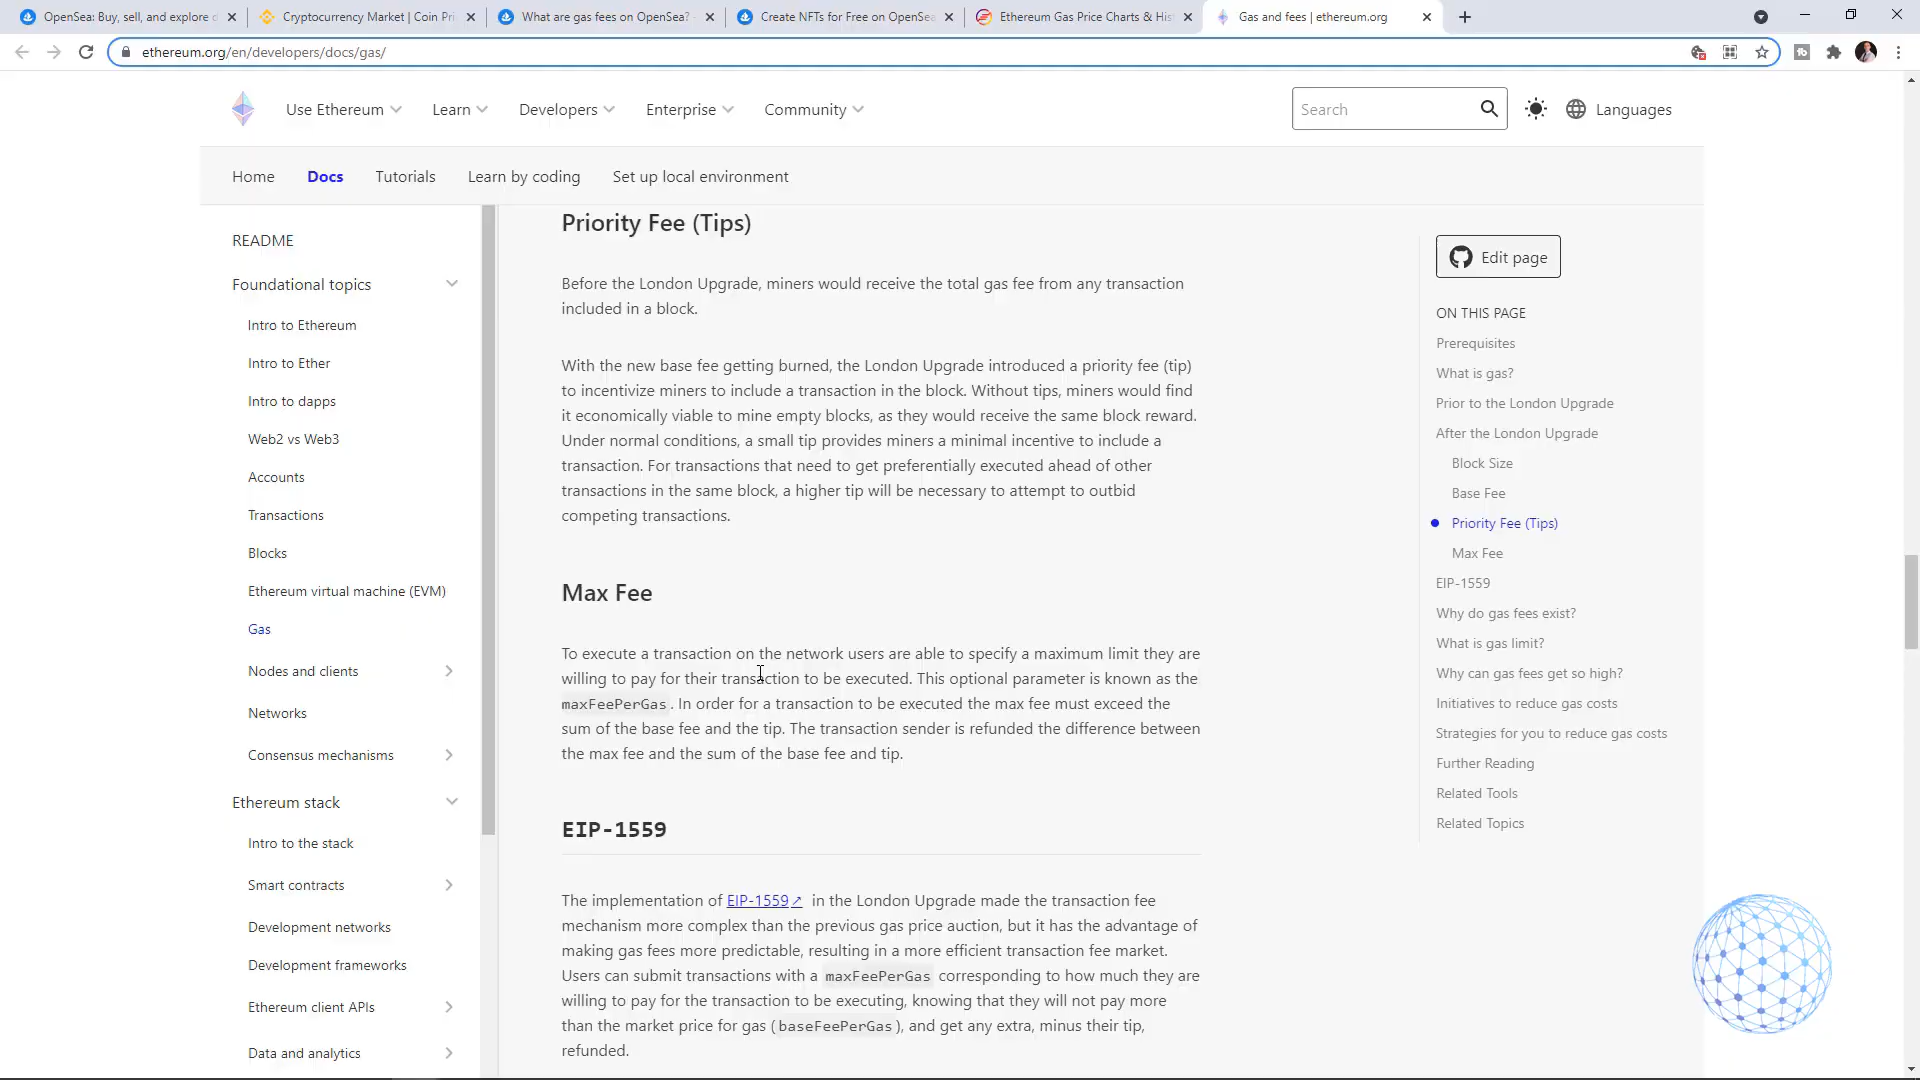 OpenSea: Buy, sell, and explore d
Cryptocurrency Market | Coin Pri
What are gas fees on OpenSea? -
Create NFTs for Free on OpenSea
Ethereum Gas Price Charts & His
Gas and fees | ethereum.org
ethereum.org/en/developers/docs/gas/
Use Ethereum
Learn
Developers
Enterprise
Community
Search
Languages
Home
Docs
Tutorials
Learn by coding
Set up local environment
README
Foundational topics
Intro to Ethereum
Intro to Ether
Intro to dapps
Web2 vs Web3
Accounts
Transactions
Blocks
Ethereum virtual machine (EVM)
Gas
Nodes and clients
Networks
Consensus mechanisms
Ethereum stack
Intro to the stack
Smart contracts
Development networks
Development frameworks
Ethereum client APIs
Data and analytics
Priority Fee (Tips)
Before the London Upgrade, miners would receive the total gas fee from any transaction
included in a block.
With the new base fee getting burned, the London Upgrade introduced a priority fee (tip)
to incentivize miners to include a transaction in the block. Without tips, miners would find
it economically viable to mine empty blocks, as they would receive the same block reward.
Under normal conditions, a small tip provides miners a minimal incentive to include a
transaction. For transactions that need to get preferentially executed ahead of other
transactions in the same block, a higher tip will be necessary to attempt to outbid
competing transactions.
Max Fee
To execute a transaction on the network users are able to specify a maximum limit they are
willing to pay for their transaction to be executed. This optional parameter is known as the
maxFeePerGas. In order for a transaction to be executed the max fee must exceed the
sum of the base fee and the tip. The transaction sender is refunded the difference between
the max fee and the sum of the base fee and tip.
EIP-1559
The implementation of EIP-1559↗ in the London Upgrade made the transaction fee
mechanism more complex than the previous gas price auction, but it has the advantage of
making gas fees more predictable, resulting in a more efficient transaction fee market.
Users can submit transactions with a maxFeePerGas corresponding to how much they are
willing to pay for the transaction to be executing, knowing that they will not pay more
than the market price for gas (baseFeePerGas), and get any extra, minus their tip,
refunded.
Edit page
ON THIS PAGE
Prerequisites
What is gas?
Prior to the London Upgrade
After the London Upgrade
Block Size
Base Fee
Priority Fee (Tips)
Max Fee
EIP-1559
Why do gas fees exist?
What is gas limit?
Why can gas fees get so high?
Initiatives to reduce gas costs
Strategies for you to reduce gas costs
Further Reading
Related Tools
Related Topics